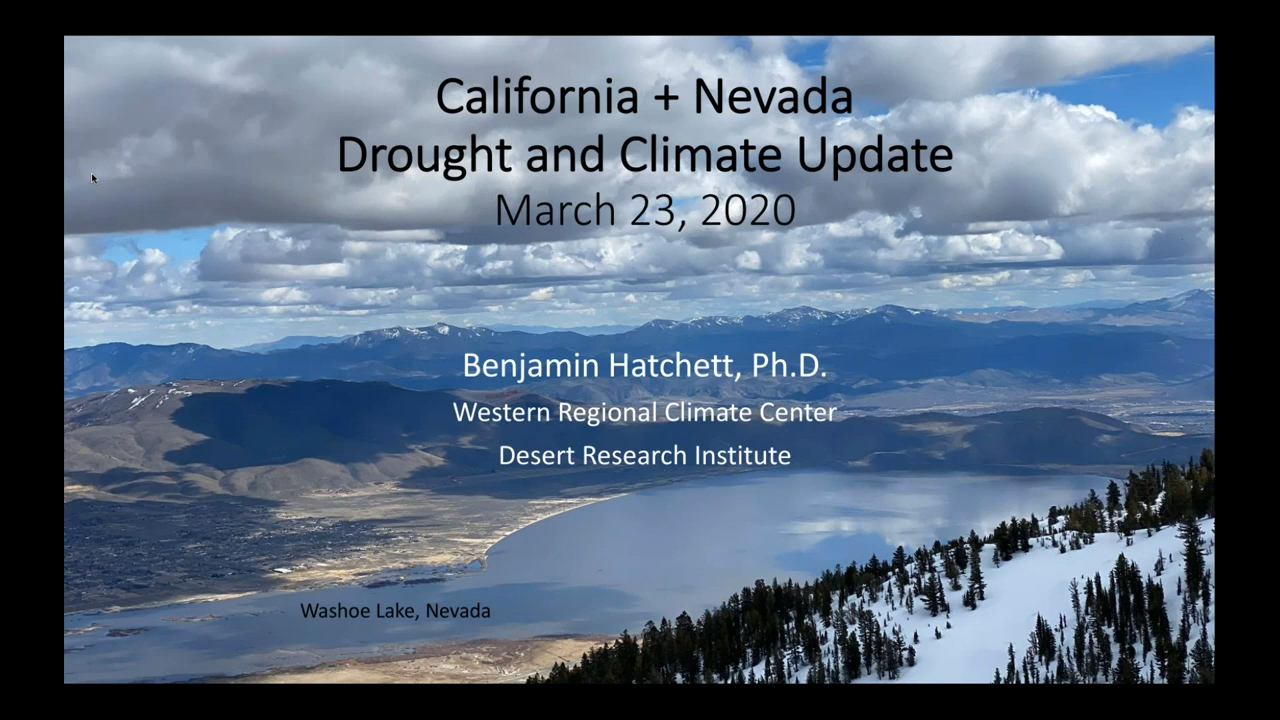 California + Nevada
Drought and Climate Update
March 23, 2020
Benjamin Hatchett, Ph.D.
Western Regional Climate Center
Desert Research Institute
Washoe Lake, Nevada